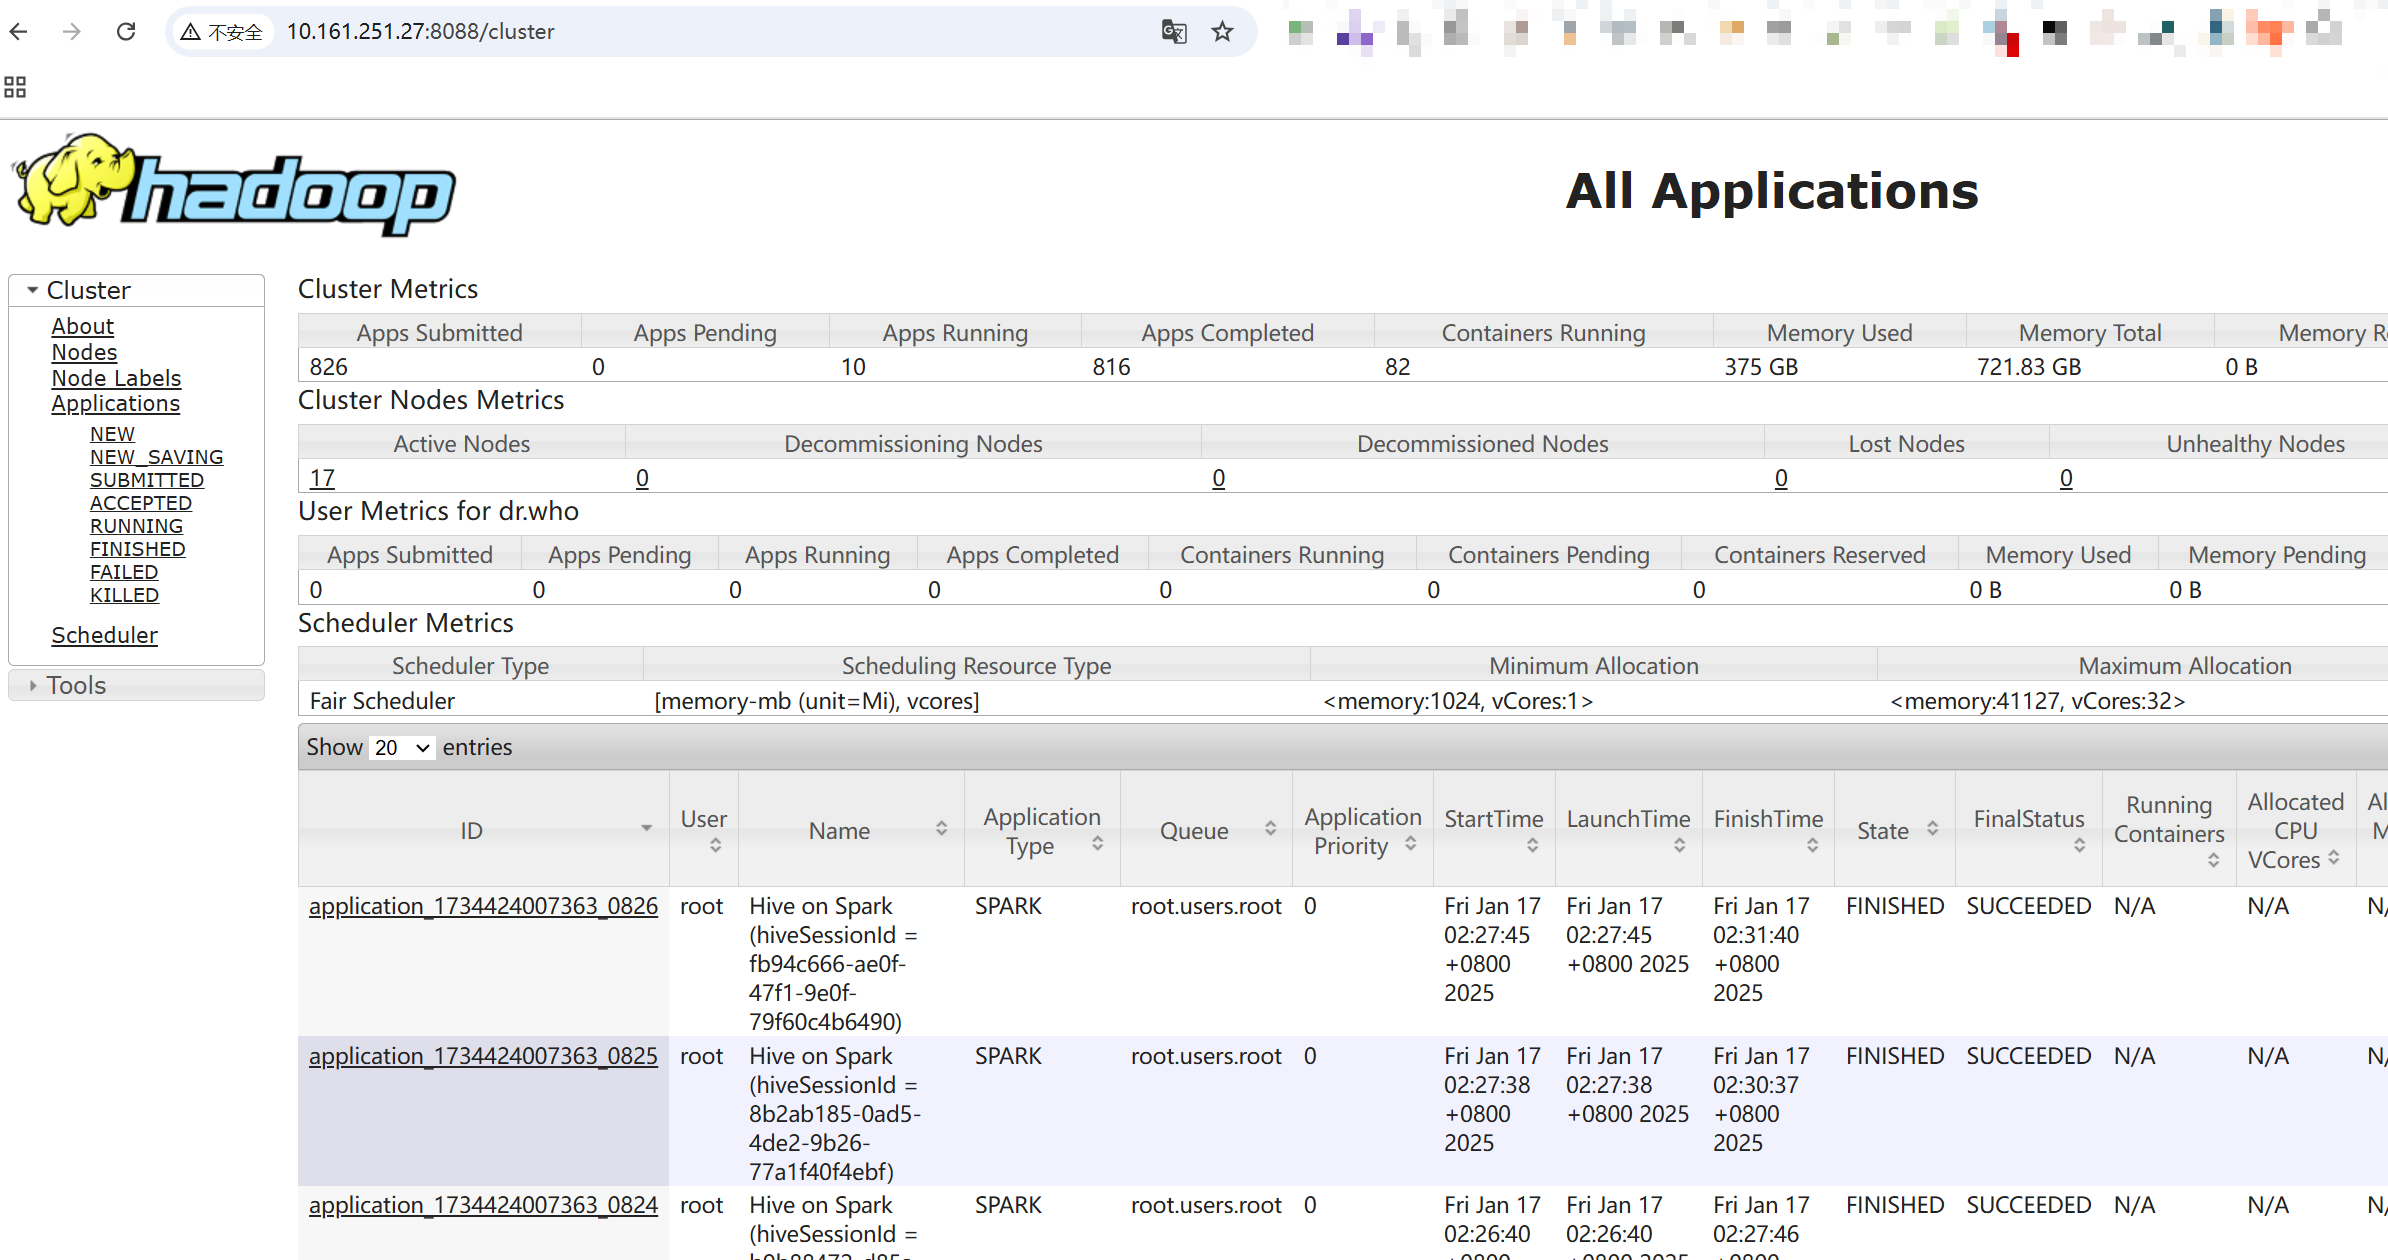 不安全 10.161.251.27:8088/cluster
hadoop
All Applications
Cluster
About
Nodes
Node Labels
Applications
NEW
NEW_SAVING
SUBMITTED
ACCEPTED
RUNNING
FINISHED
FAILED
KILLED
Scheduler
Tools
Cluster Metrics
Apps Submitted Apps Pending Apps Running Apps Completed Containers Running Memory Used Memory Total Memory
826 0 10 816 82 375 GB 721.83 GB 0 B
Cluster Nodes Metrics
Active Nodes Decommissioning Nodes Decommissioned Nodes Lost Nodes Unhealthy Nodes
17 0 0 0 0
User Metrics for dr.who
Apps Submitted Apps Pending Apps Running Apps Completed Containers Running Containers Pending Containers Reserved Memory Used Memory Pending
0 0 0 0 0 0 0 0 B 0 B
Scheduler Metrics
Scheduler Type Scheduling Resource Type Minimum Allocation Maximum Allocation
Fair Scheduler [memory-mb (unit=Mi), vcores] <memory:1024, vCores:1> <memory:41127, vCores:32>
Show 20 entries
ID User Name Application Type Queue Application Priority StartTime LaunchTime FinishTime State FinalStatus Running Containers Allocated CPU VCores
application_1734424007363_0826 root Hive on Spark SPARK root.users.root 0 Fri Jan 17 Fri Jan 17 Fri Jan 17 FINISHED SUCCEEDED N/A N/A
(hiveSessionId = 02:27:45 02:27:45 02:31:40
fb94c666-ae0f- +0800 +0800 2025 +0800
47f1-9e0f- 2025 2025
79f60c4b6490)
application_1734424007363_0825 root Hive on Spark SPARK root.users.root 0 Fri Jan 17 Fri Jan 17 Fri Jan 17 FINISHED SUCCEEDED N/A N/A
(hiveSessionId = 02:27:38 02:27:38 02:30:37
8b2ab185-0ad5- +0800 +0800 2025 +0800
4de2-9b26- 2025 2025
77a1f40f4ebf)
application_1734424007363_0824 root Hive on Spark SPARK root.users.root 0 Fri Jan 17 Fri Jan 17 Fri Jan 17 FINISHED SUCCEEDED N/A N/A
(hiveSessionId = 02:26:40 02:26:40 02:27:46